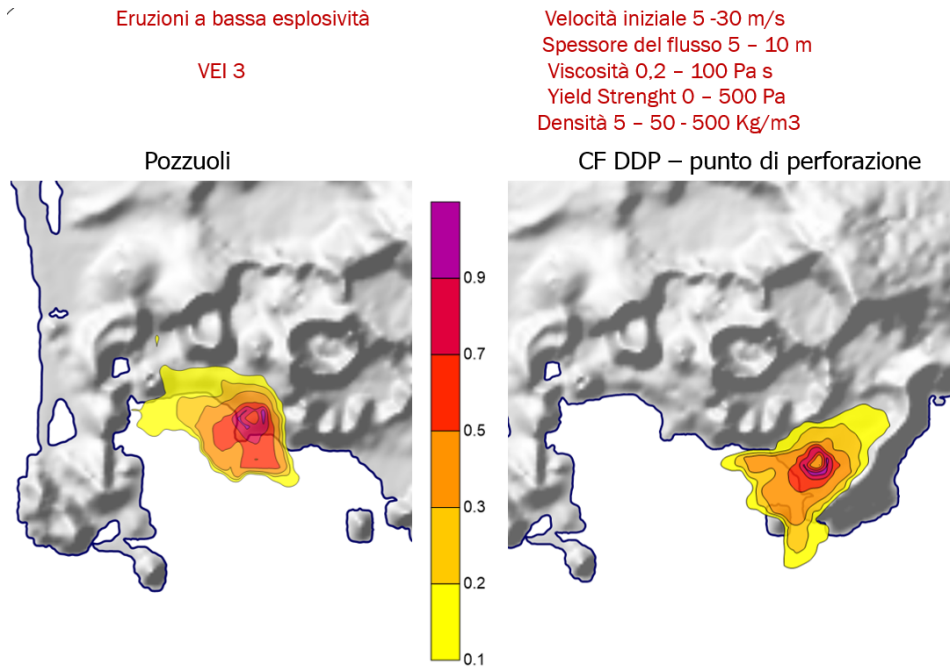 Eruzioni a bassa esplosività
VEI 3
Velocità iniziale 5 -30 m/s
Spessore del flusso 5 – 10 m
Viscosità 0,2 – 100 Pa s
Yield Strenght 0 – 500 Pa
Densità 5 – 50 - 500 Kg/m3
Pozzuoli
CF DDP – punto di perforazione
0.9
0.7
0.5
0.3
0.2
0.1